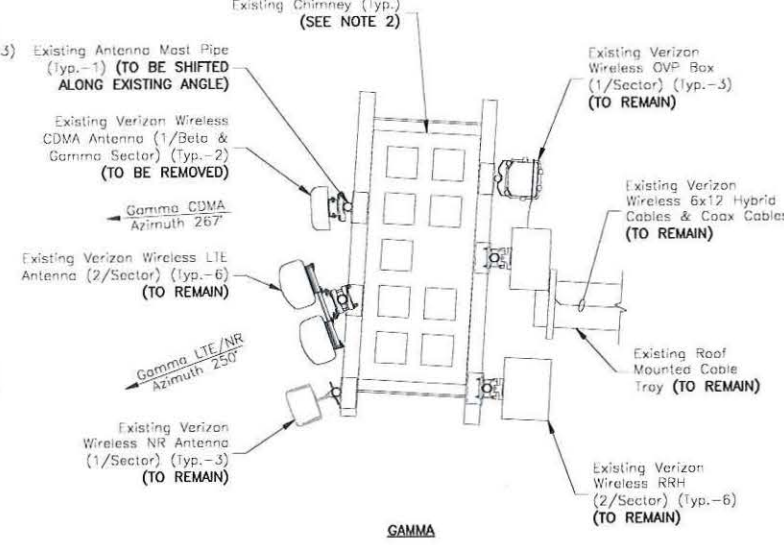 Existing Chimney (Typ.)
(SEE NOTE 2)
3) Existing Antenna Mast Pipe
(Typ.-1) (TO BE SHIFTED
ALONG EXISTING ANGLE)
Existing Verizon Wireless
CDMA Antenna (1/Beta &
Gamma Sector) (Typ.-2)
(TO BE REMOVED)
Gamma CDMA
Azimuth 267°
Existing Verizon Wireless LTE
Antenna (2/Sector) (Typ.-6)
(TO REMAIN)
Gamma LTE/NR
Azimuth 250°
Existing Verizon
Wireless NR Antenna
(1/Sector) (Typ.-3)
(TO REMAIN)
Existing Verizon
Wireless OVP Box
(1/Sector) (Typ.-3)
(TO REMAIN)
Existing Verizon
Wireless 6x12 Hybrid
Cables & Coax Cables
(TO REMAIN)
Existing Roof
Mounted Cable
Tray (TO REMAIN)
Existing Verizon
Wireless RRH
(2/Sector) (Typ.-6)
(TO REMAIN)
GAMMA